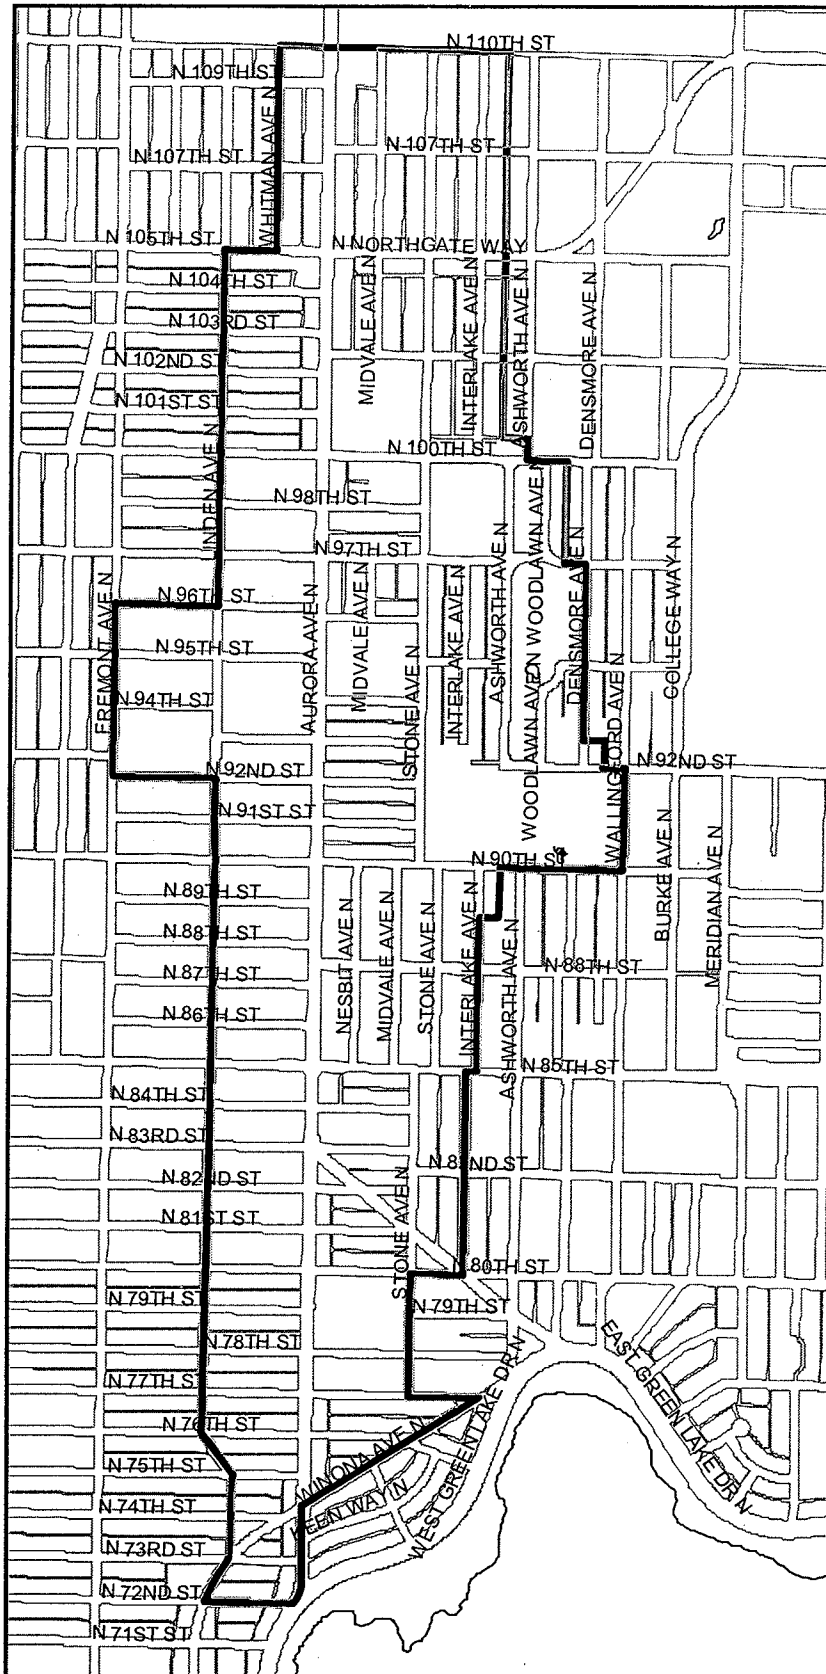 N 110TH ST
N 109TH ST
WHITMAN AVE N
N 107TH ST
N 107TH ST
N 105TH ST
N NORTHGATE WAY
N 104TH ST
MIDVALE AVE N
INTERLAKE AVE N
ASHWORTH AVE N
DENSMORE AVE N
N 103RD ST
N 102ND ST
N 101ST ST
N 100TH ST
LINDEN AVE N
N 98TH ST
N 97TH ST
N 96TH ST
FREMONT AVE N
AURORA AVE N
MIDVALE AVE N
STONE AVE N
INTERLAKE AVE N
ASHWORTH AVE N
WOODLAWN AVE N
WOODLAWN AVE N
DENSMORE AVE N
WALLINGFORD AVE N
COLLEGE WAY N
N 95TH ST
N 94TH ST
N 92ND ST
N 92ND ST
N 91ST ST
N 90TH ST
N 89TH ST
N 88TH ST
NESBIT AVE N
MIDVALE AVE N
STONE AVE N
INTERLAKE AVE N
ASHWORTH AVE N
BURKE AVE N
MERIDIAN AVE N
N 88TH ST
N 87TH ST
N 86TH ST
N 85TH ST
N 84TH ST
N 83RD ST
N 82ND ST
N 82ND ST
N 81ST ST
STONE AVE N
80TH ST
N 79TH ST
N 79TH ST
N 78TH ST
EAST GREEN LAKE DR N
N 77TH ST
N 76TH ST
WINONA AVE N
WEST GREEN LAKE DR N
N 75TH ST
N 74TH ST
KEEN WAY N
N 73RD ST
N 72ND ST
N 71ST ST